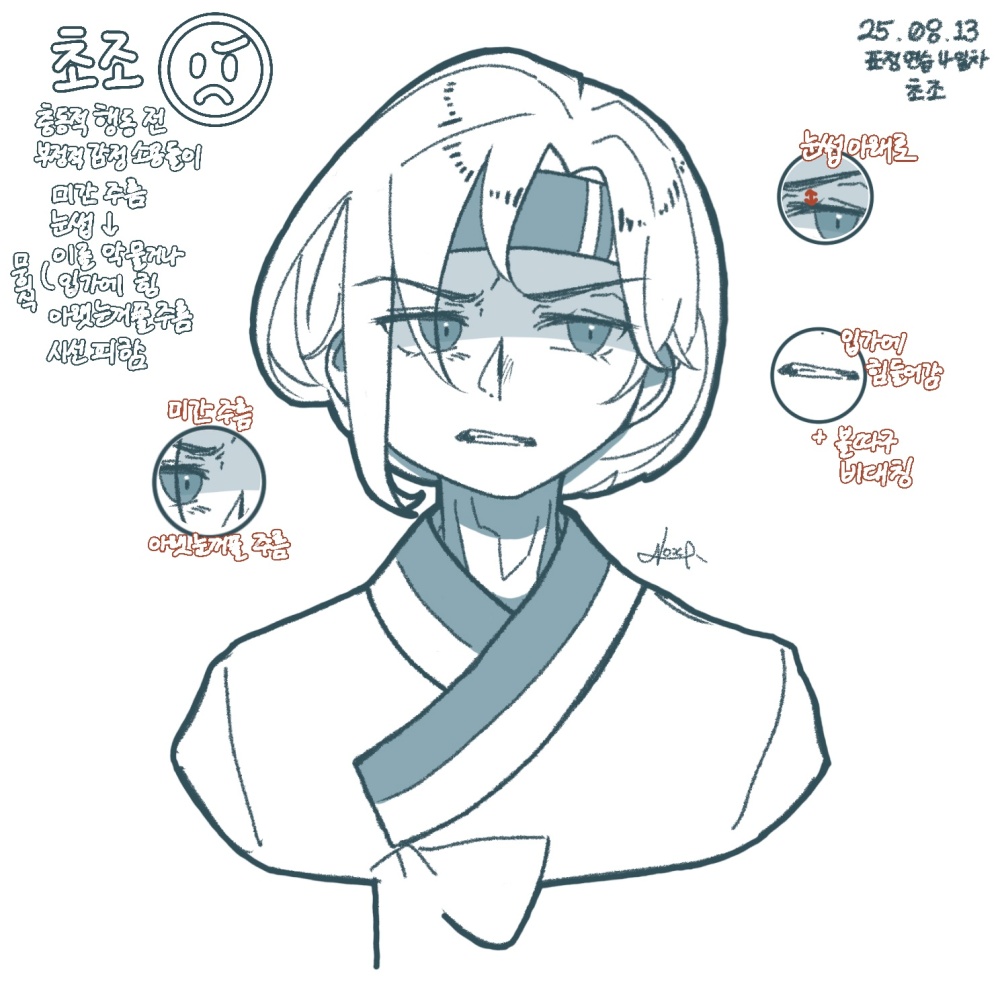 초조
충동적 행동 전
부정적 감정 소용돌이
미간 주름
눈썹 ↓
이를 악물거나
입가에 힘
무의식
아랫눈꺼풀 주름
시선 피함
미간 주름
아랫눈꺼풀 주름
25.08.13
표정연습 4일차
초조
눈썹 아래로
입가에
힘들어감
+ 볼따구
비대칭